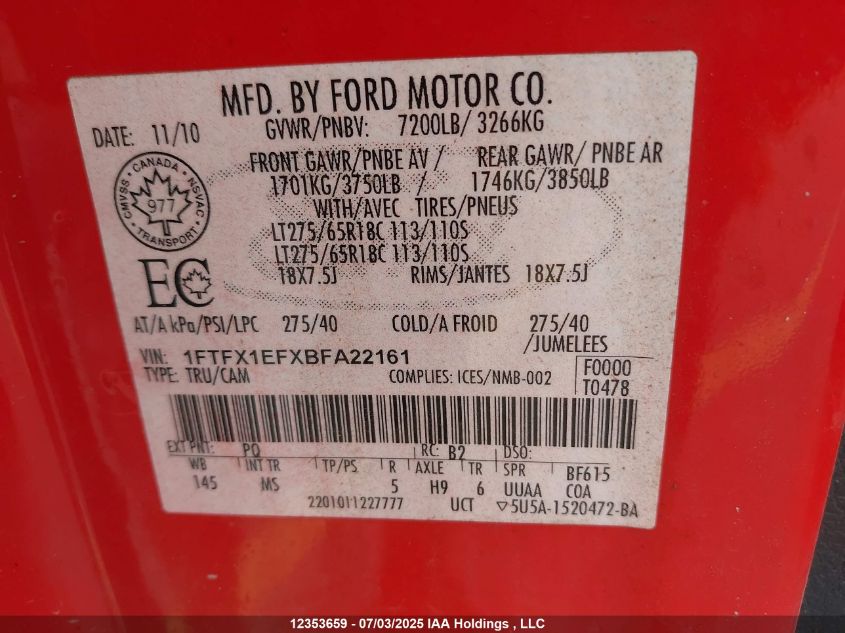 MFD. BY FORD MOTOR CO.
DATE: 11/10 GVWR/PNBV: 7200LB/ 3266KG
FRONT GAWR/PNBE AV / REAR GAWR/ PNBE AR
1701KG/3750LB / 1746KG/3850LB
WITH/AVEC TIRES/PNEUS
LT275/65R18C 113/110S
LT275/65R18C 113/110S
18X7.5J RIMS/JANTES 18X7.5J
CANADA
CMVSS 977 NSVAC
TRANSPORT
EC
AT/A kPa/PSI/LPC 275/40 COLD/A FROID 275/40
/JUMELEES
VIN: 1FTFX1EFXBFA22161
TYPE: TRU/CAM COMPLIES: ICES/NMB-002
F0000
T0478
EXT PNT: PQ RC: B2 DSO:
WB INT TR TP/PS R AXLE TR SPR BF615
145 MS 5 H9 6 UUAA COA
2201011227777 UCT ▽5U5A-1520472-BA
12353659 - 07/03/2025 IAA Holdings , LLC